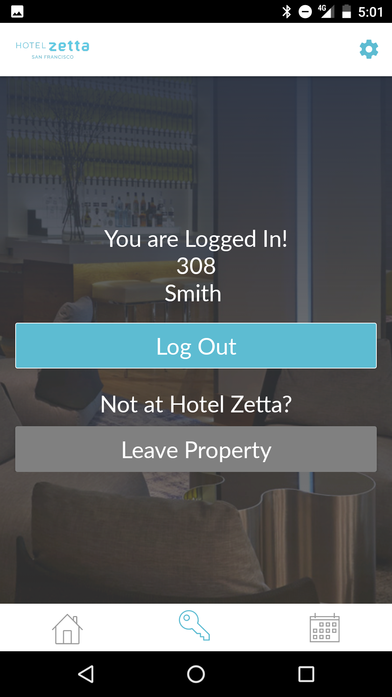 4G 5:01
HOTEL zetta
SAN FRANCISCO
You are Logged In!
308
Smith
Log Out
Not at Hotel Zetta?
Leave Property